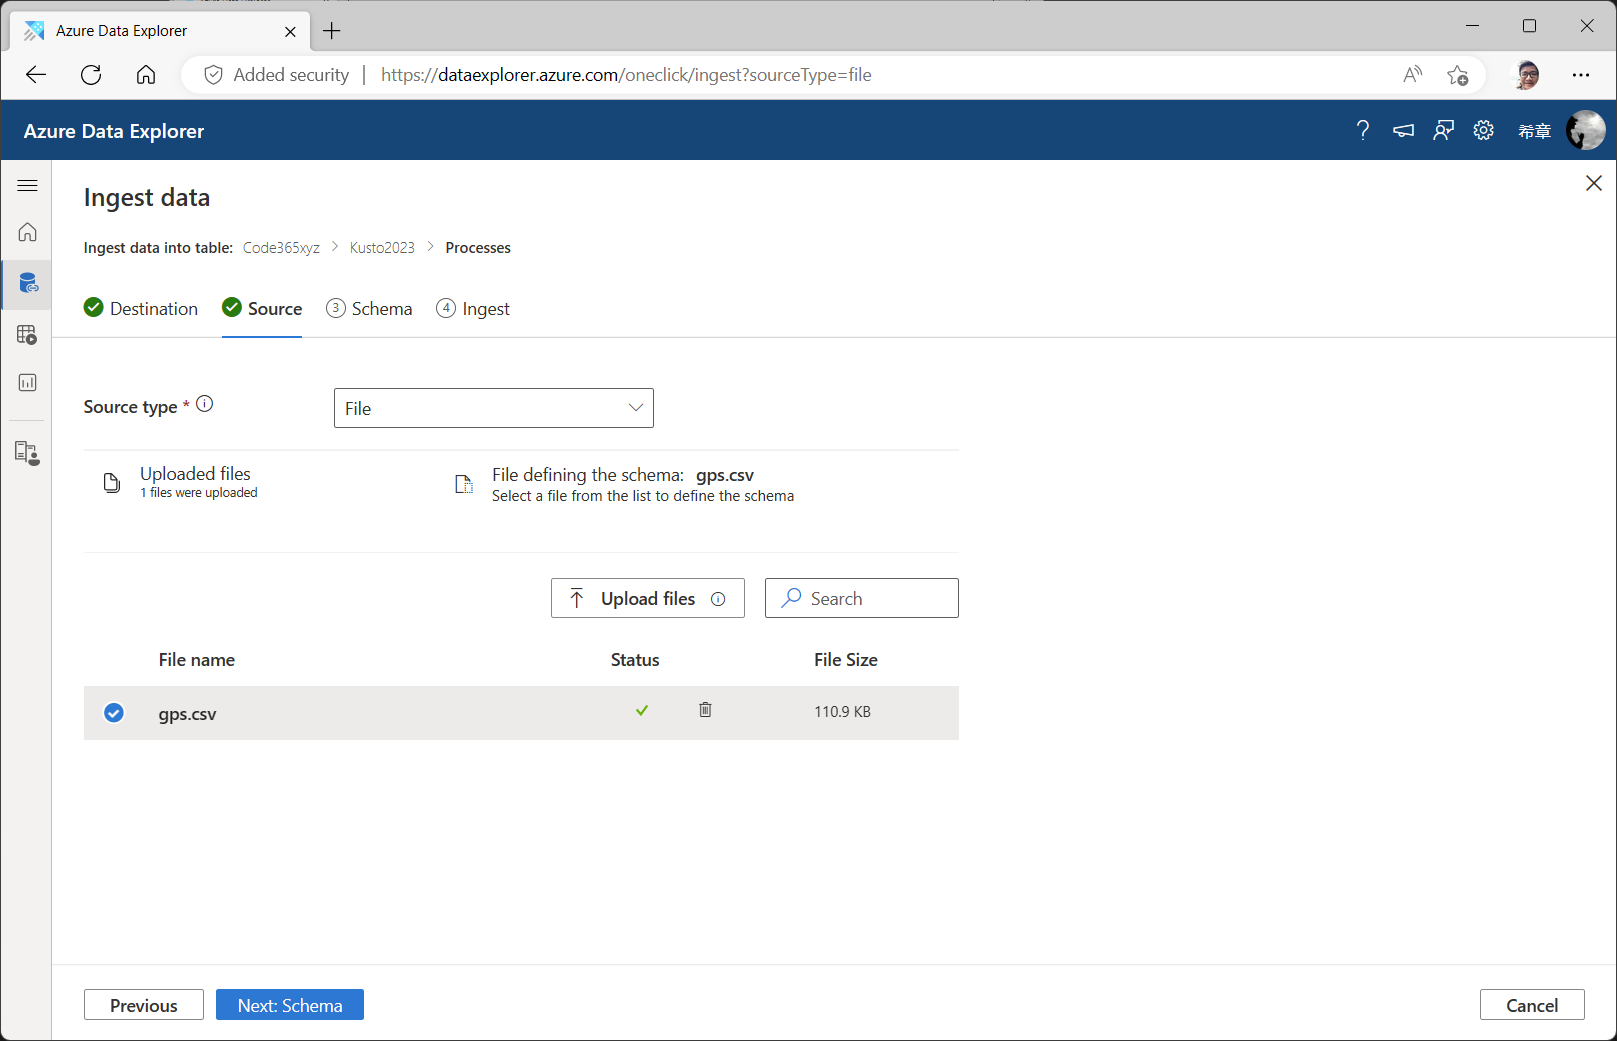 Azure Data Explorer
Added security | https://dataexplorer.azure.com/oneclick/ingest?sourceType=file
Azure Data Explorer
希章
Ingest data
Ingest data into table: Code365xyz > Kusto2023 > Processes
Destination Source 3 Schema 4 Ingest
Source type * File
Uploaded files
1 files were uploaded
File defining the schema: gps.csv
Select a file from the list to define the schema
Upload files Search
File name Status File Size
gps.csv 110.9 KB
Previous Next: Schema Cancel